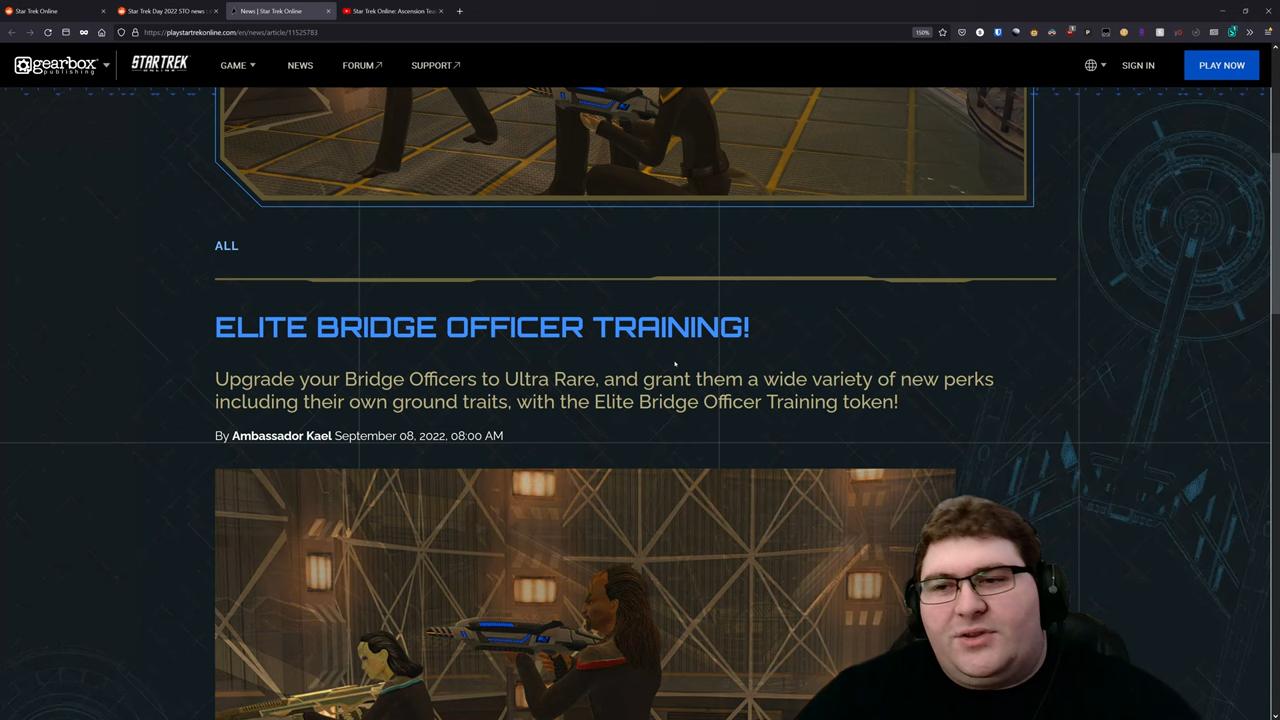 Star Trek Online
Star Trek Day 2022 STO news :
News | Star Trek Online
Star Trek Online: Ascension Tea
https://playstartrekonline.com/en/news/article/11525783
150%
gearbox
publishing
STAR TREK
ONLINE
GAME
NEWS
FORUM
SUPPORT
SIGN IN
PLAY NOW
ALL
ELITE BRIDGE OFFICER TRAINING!
Upgrade your Bridge Officers to Ultra Rare, and grant them a wide variety of new perks
including their own ground traits, with the Elite Bridge Officer Training token!
By Ambassador Kael September 08, 2022, 08:00 AM